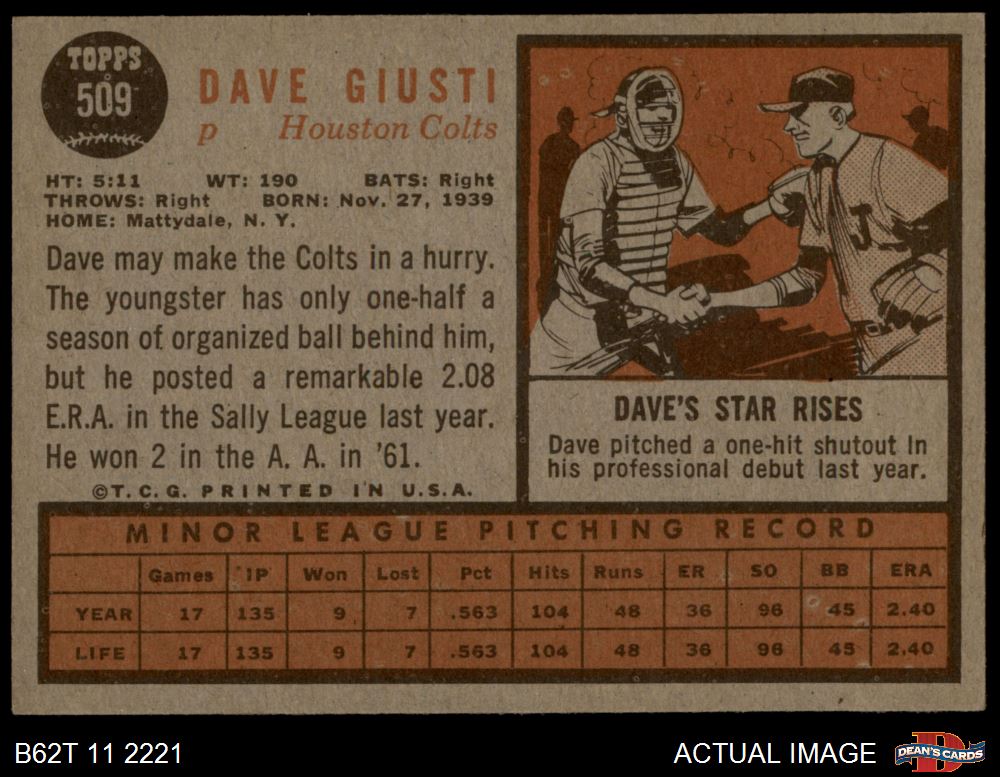 TOPPS
509
DAVE GIUSTI
p Houston Colts
HT: 5:11 WT: 190 BATS: Right
THROWS: Right BORN: Nov. 27, 1939
HOME: Mattydale, N. Y.
Dave may make the Colts in a hurry.
The youngster has only one-half a
season of organized ball behind him,
but he posted a remarkable 2.08
E.R.A. in the Sally League last year.
He won 2 in the A. A. in '61.
©T. C. G. PRINTED IN U.S.A.
J
DAVE'S STAR RISES
Dave pitched a one-hit shutout In
his professional debut last year.
MINOR LEAGUE PITCHING RECORD
Games IP Won Lost Pct Hits Runs ER SO BB ERA
YEAR 17 135 9 7 .563 104 48 36 96 45 2.40
LIFE 17 135 9 7 .563 104 48 36 96 45 2.40
B62T 11 2221 ACTUAL IMAGE DEAN'S CARDS